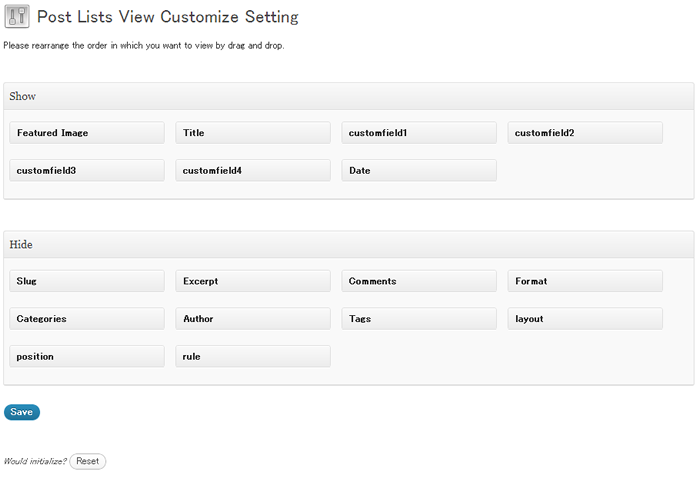 Post Lists View Customize Setting
Please rearrange the order in which you want to view by drag and drop.
Show
Featured Image Title customfield1 customfield2
customfield3 customfield4 Date
Hide
Slug Excerpt Comments Format
Categories Author Tags layout
position rule
Save
Would initialize? Reset